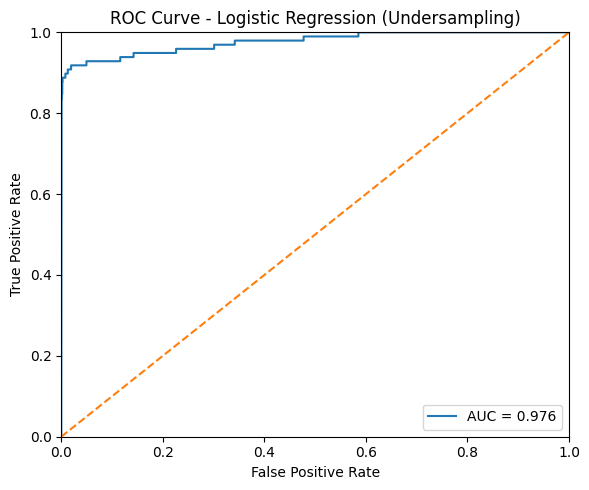 ROC Curve - Logistic Regression (Undersampling)
1.0
0.8
0.6
0.4
0.2
0.0
True Positive Rate
AUC = 0.976
0.0 0.2 0.4 0.6 0.8 1.0
False Positive Rate